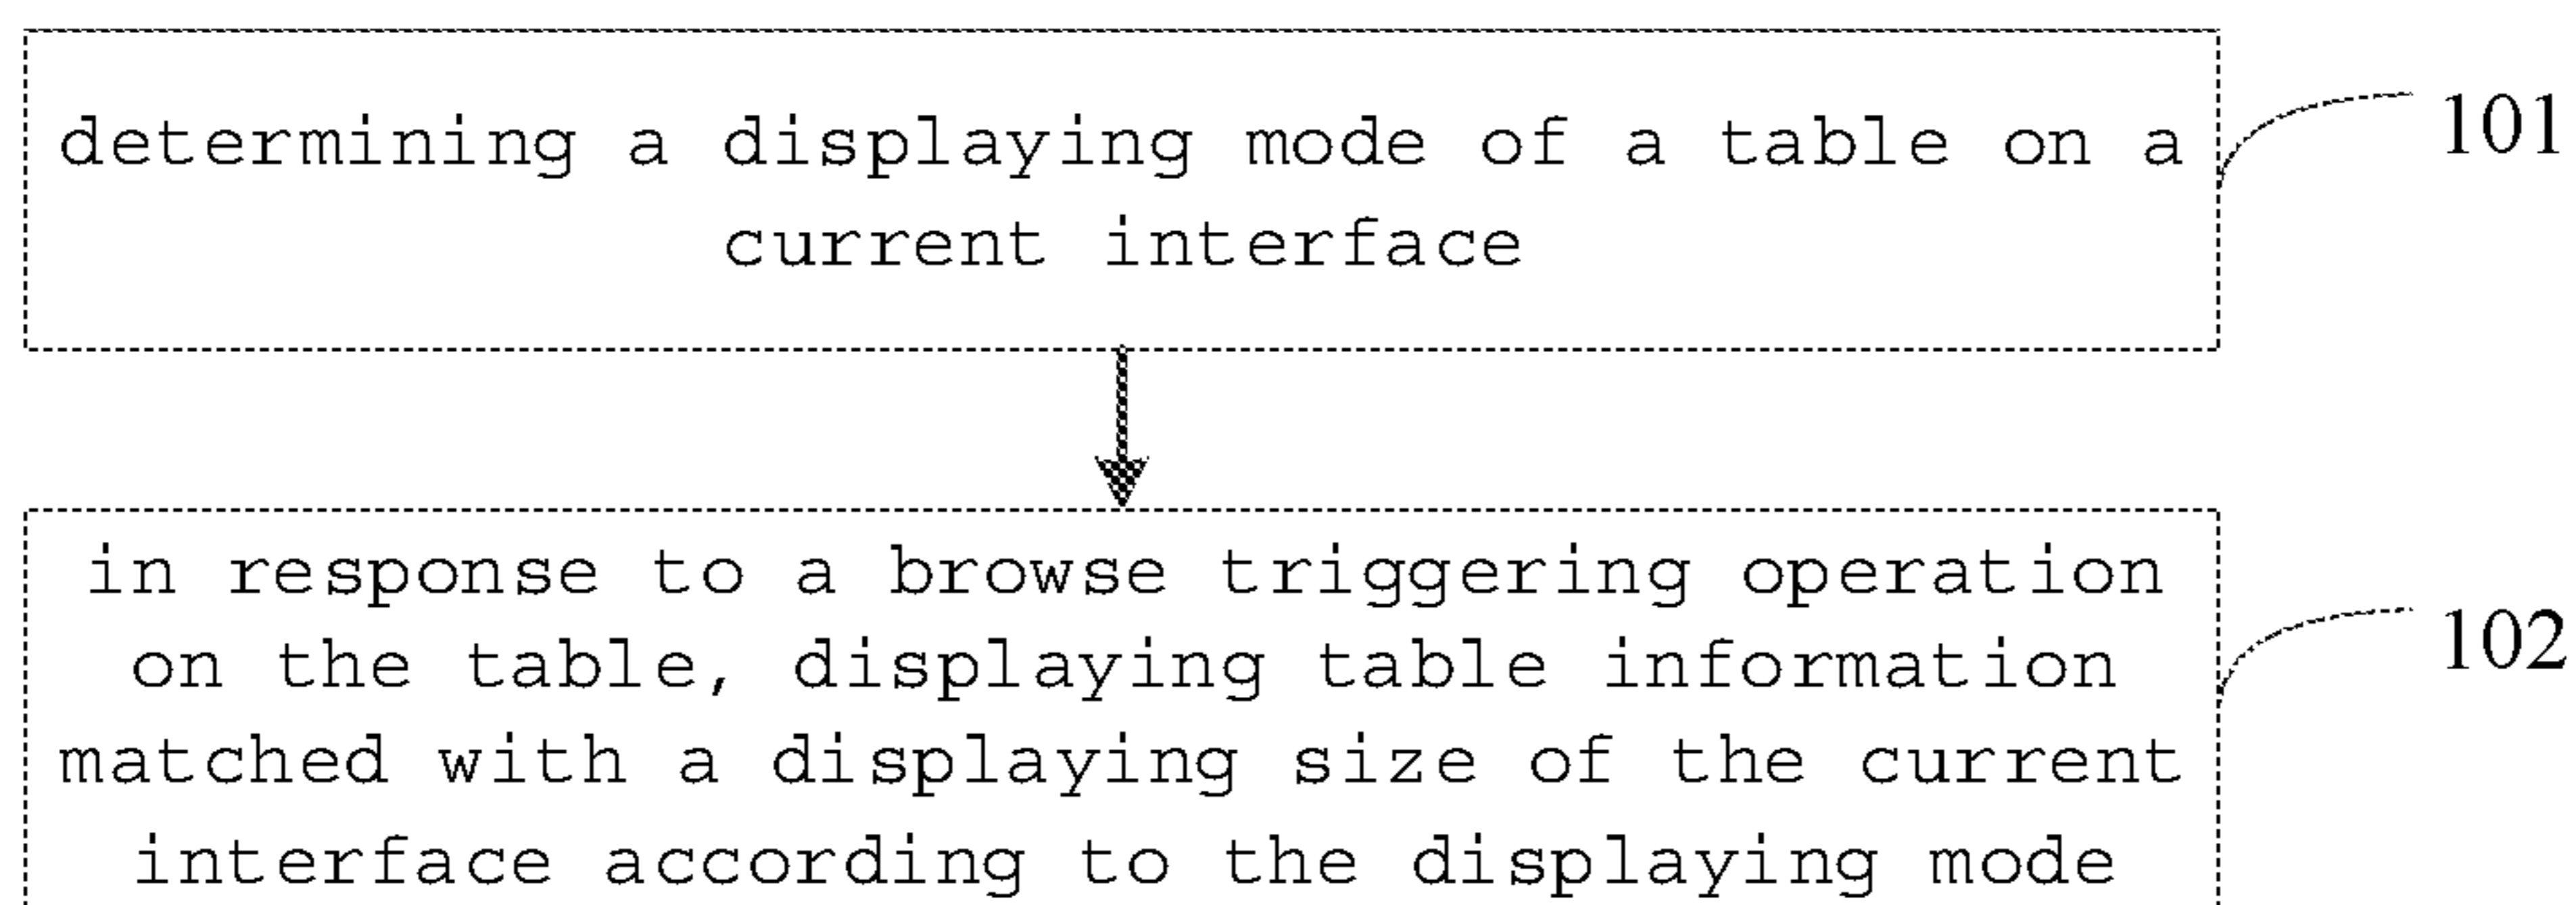 determining a displaying mode of a table on a
current interface
101
in response to a browse triggering operation
on the table, displaying table information
matched with a displaying size of the current
interface according to the displaying mode
102